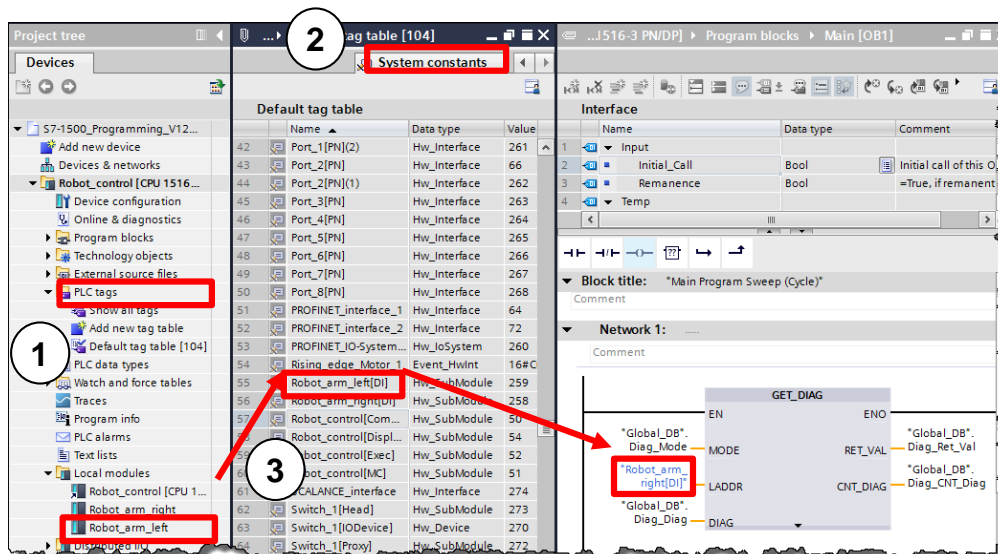 Project tree
Devices
S7-1500_Programming_V12...
Add new device
Devices & networks
Robot_control [CPU 1516...
Device configuration
Online & diagnostics
Program blocks
Technology objects
External source files
PLC tags
Show all tags
Add new tag table
Default tag table [104]
PLC data types
Watch and force tables
Traces
Program info
PLC alarms
Text lists
Local modules
Robot_control [CPU 1...
Robot_arm_right
Robot_arm_left
Distributed I/O
1
2
3
...
tag table [104]
System constants
Default tag table
Name Data type Value
42 Port_1[PN](2) Hw_Interface 261
43 Port_2[PN] Hw_Interface 66
44 Port_2[PN](1) Hw_Interface 262
45 Port_3[PN] Hw_Interface 263
46 Port_4[PN] Hw_Interface 264
47 Port_5[PN] Hw_Interface 265
48 Port_6[PN] Hw_Interface 266
49 Port_7[PN] Hw_Interface 267
50 Port_8[PN] Hw_Interface 268
51 PROFINET_interface_1 Hw_Interface 64
52 PROFINET_interface_2 Hw_Interface 72
53 PROFINET_IO-System... Hw_IoSystem 260
54 Rising_edge_Motor_1 Event_HwInt 16#C
55 Robot_arm_left[DI] Hw_SubModule 259
56 Robot_arm_right[DI] Hw_SubModule 258
57 Robot_control[Com... Hw_SubModule 50
Robot_control[Displ... Hw_SubModule 54
Robot_control[Exec] Hw_SubModule 52
Robot_control[MC] Hw_SubModule 51
SCALANCE_interface Hw_Interface 274
62 Switch_1[Head] Hw_SubModule 273
63 Switch_1[IODevice] Hw_Device 270
64 Switch_1[Proxy] Hw_SubModule 272
...1516-3 PN/DP] Program blocks Main [OB1]
Interface
Name Data type Comment
1 Input
2 Initial_Call Bool Initial call of this O
3 Remanence Bool =True, if remanent
4 Temp
??
Block title: "Main Program Sweep (Cycle)"
Comment
Network 1: .....
Comment
GET_DIAG
EN ENO
"Global_DB".
Diag_Mode MODE
RET_VAL "Global_DB".
Diag_Ret_Val
"Robot_arm_
right[DI]" LADDR
CNT_DIAG "Global_DB".
Diag_CNT_Diag
"Global_DB".
Diag_Diag DIAG